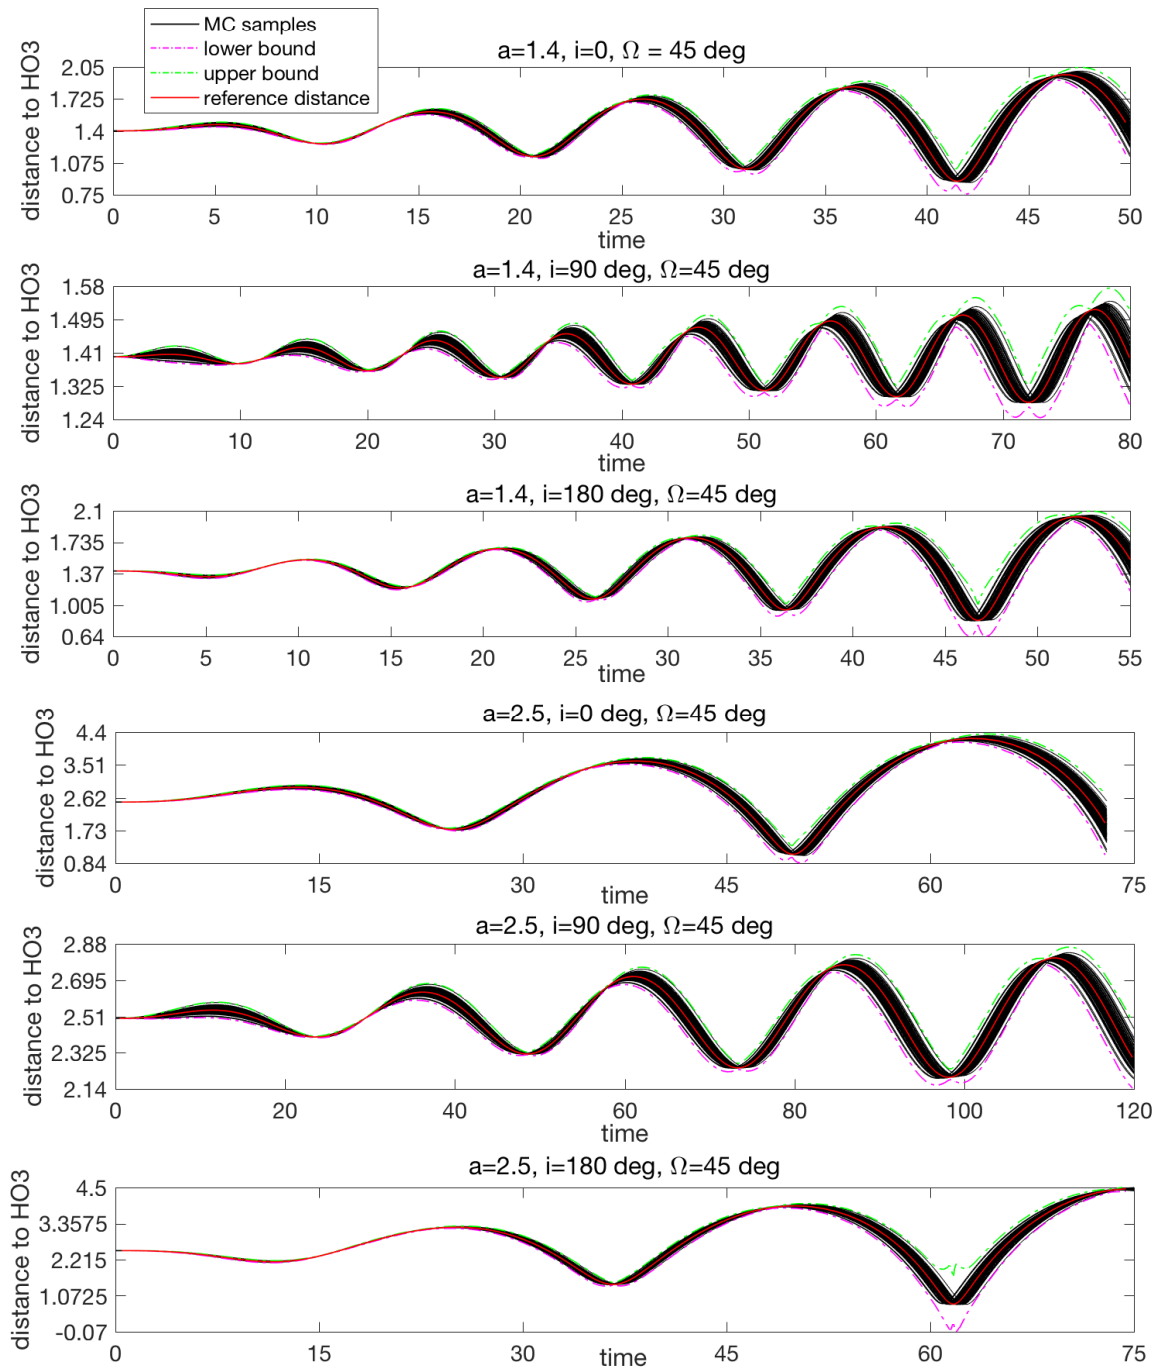 MC samples
lower bound
upper bound
reference distance
a=1.4, i=0, Ω = 45 deg
distance to HO3
2.05
1.725
1.4
1.075
0.75
0 5 10 15 20 25 30 35 40 45 50
time
a=1.4, i=90 deg, Ω=45 deg
distance to HO3
1.58
1.495
1.41
1.325
1.24
0 10 20 30 40 50 60 70 80
time
a=1.4, i=180 deg, Ω=45 deg
distance to HO3
2.1
1.735
1.37
1.005
0.64
0 5 10 15 20 25 30 35 40 45 50 55
time
a=2.5, i=0 deg, Ω=45 deg
distance to HO3
4.4
3.51
2.62
1.73
0.84
0 15 30 45 60 75
time
a=2.5, i=90 deg, Ω=45 deg
distance to HO3
2.88
2.695
2.51
2.325
2.14
0 20 40 60 80 100 120
time
a=2.5, i=180 deg, Ω=45 deg
distance to HO3
4.5
3.3575
2.215
1.0725
-0.07
0 15 30 45 60 75
time